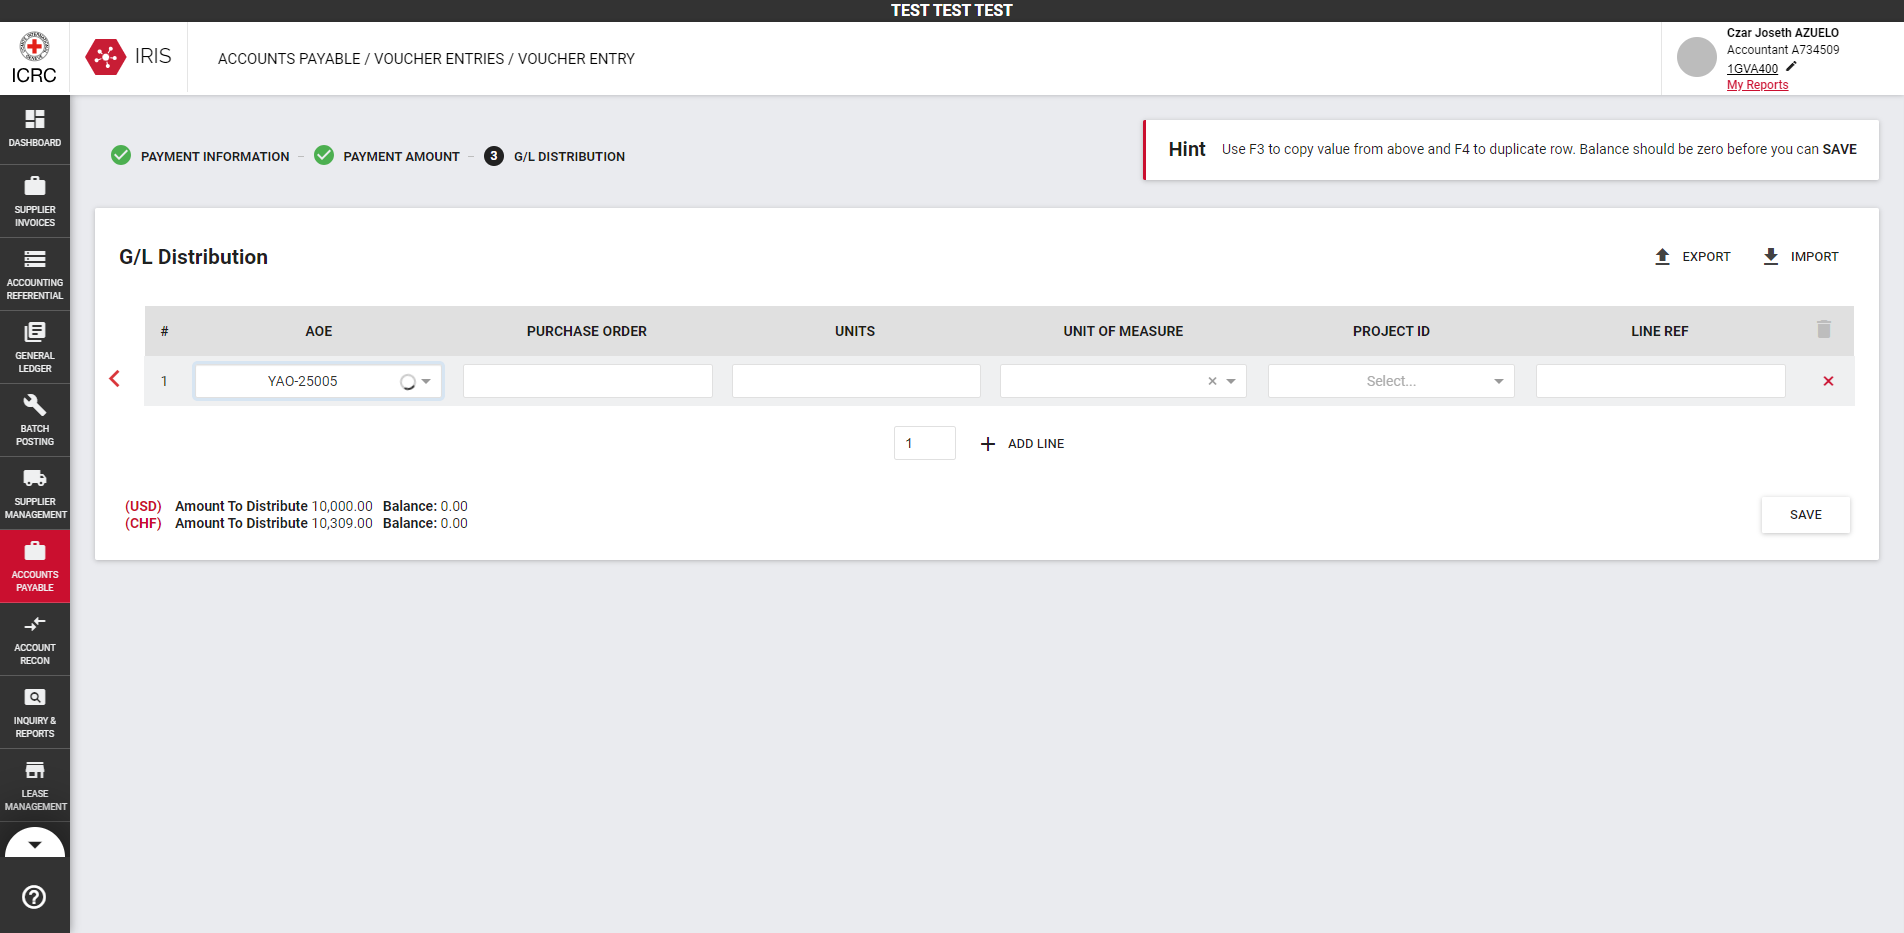 TEST TEST TEST
ICRC
IRIS
ACCOUNTS PAYABLE / VOUCHER ENTRIES / VOUCHER ENTRY
Czar Joseth AZUELO
Accountant A734509
1GVA400
My Reports
DASHBOARD
SUPPLIER
INVOICES
ACCOUNTING
REFERENTIAL
GENERAL
LEDGER
BATCH
POSTING
SUPPLIER
MANAGEMENT
ACCOUNTS
PAYABLE
ACCOUNT
RECON
INQUIRY &
REPORTS
LEASE
MANAGEMENT
PAYMENT INFORMATION
PAYMENT AMOUNT
3 G/L DISTRIBUTION
Hint Use F3 to copy value from above and F4 to duplicate row. Balance should be zero before you can SAVE
G/L Distribution
EXPORT IMPORT
# AOE PURCHASE ORDER UNITS UNIT OF MEASURE PROJECT ID LINE REF
1 YAO-25005 Select...
1 ADD LINE
(USD) Amount To Distribute 10,000.00 Balance: 0.00
(CHF) Amount To Distribute 10,309.00 Balance: 0.00
SAVE